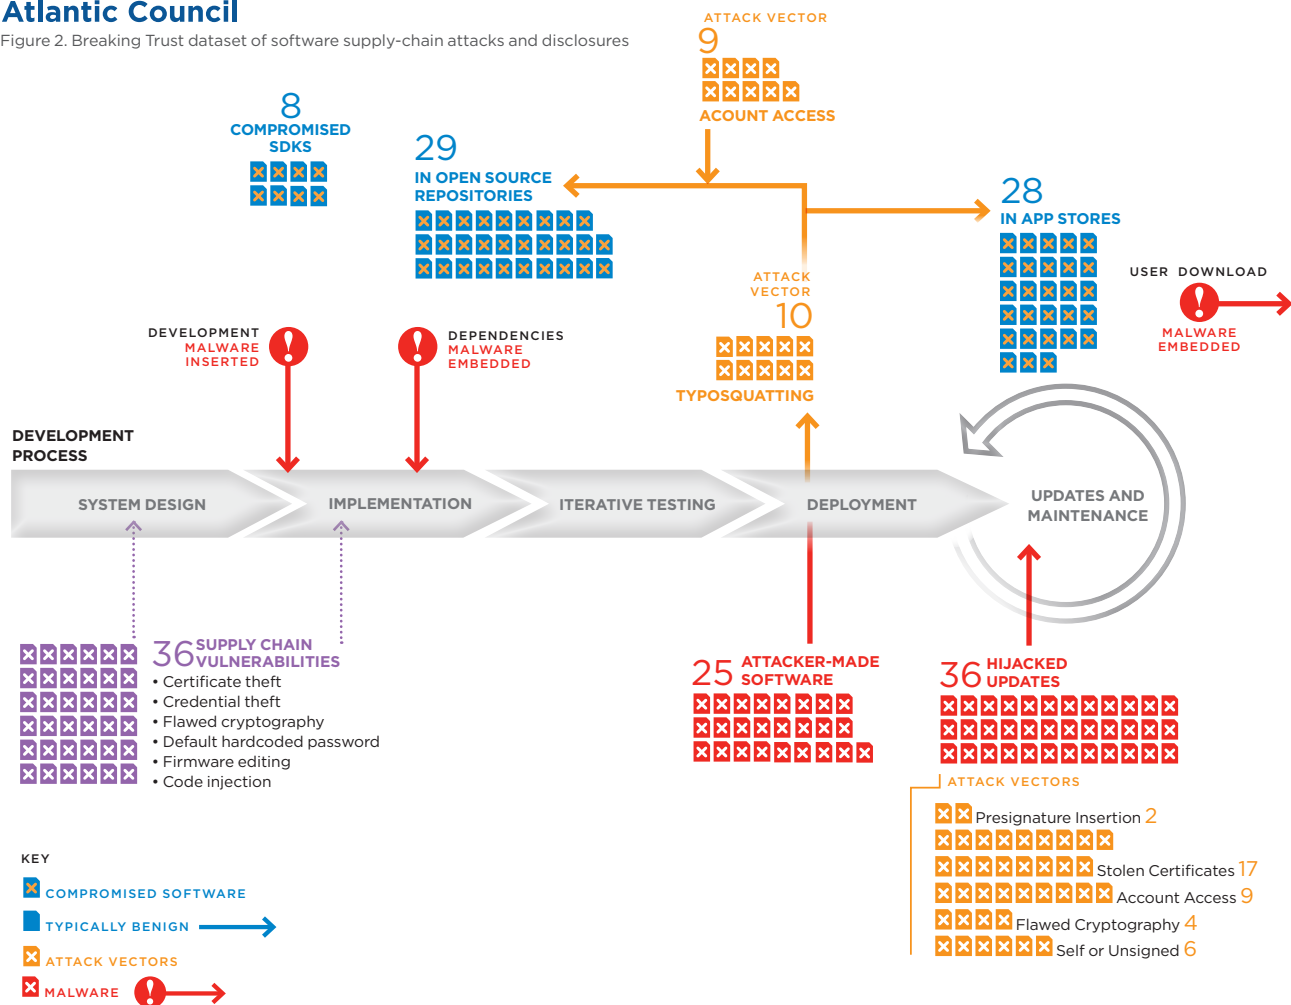 Atlantic Council
Figure 2. Breaking Trust dataset of software supply-chain attacks and disclosures
ATTACK VECTOR
9
ACOUNT ACCESS
8
COMPROMISED
SDKS
29
IN OPEN SOURCE
REPOSITORIES
28
IN APP STORES
USER DOWNLOAD
MALWARE
EMBEDDED
ATTACK
VECTOR
10
TYPOSQUATTING
DEVELOPMENT
MALWARE
INSERTED
DEPENDENCIES
MALWARE
EMBEDDED
DEVELOPMENT
PROCESS
SYSTEM DESIGN
IMPLEMENTATION
ITERATIVE TESTING
DEPLOYMENT
UPDATES AND
MAINTENANCE
36 SUPPLY CHAIN
VULNERABILITIES
• Certificate theft
• Credential theft
• Flawed cryptography
• Default hardcoded password
• Firmware editing
• Code injection
25 ATTACKER-MADE
SOFTWARE
36 HIJACKED
UPDATES
ATTACK VECTORS
Presignature Insertion 2
Stolen Certificates 17
Account Access 9
Flawed Cryptography 4
Self or Unsigned 6
KEY
COMPROMISED SOFTWARE
TYPICALLY BENIGN
ATTACK VECTORS
MALWARE